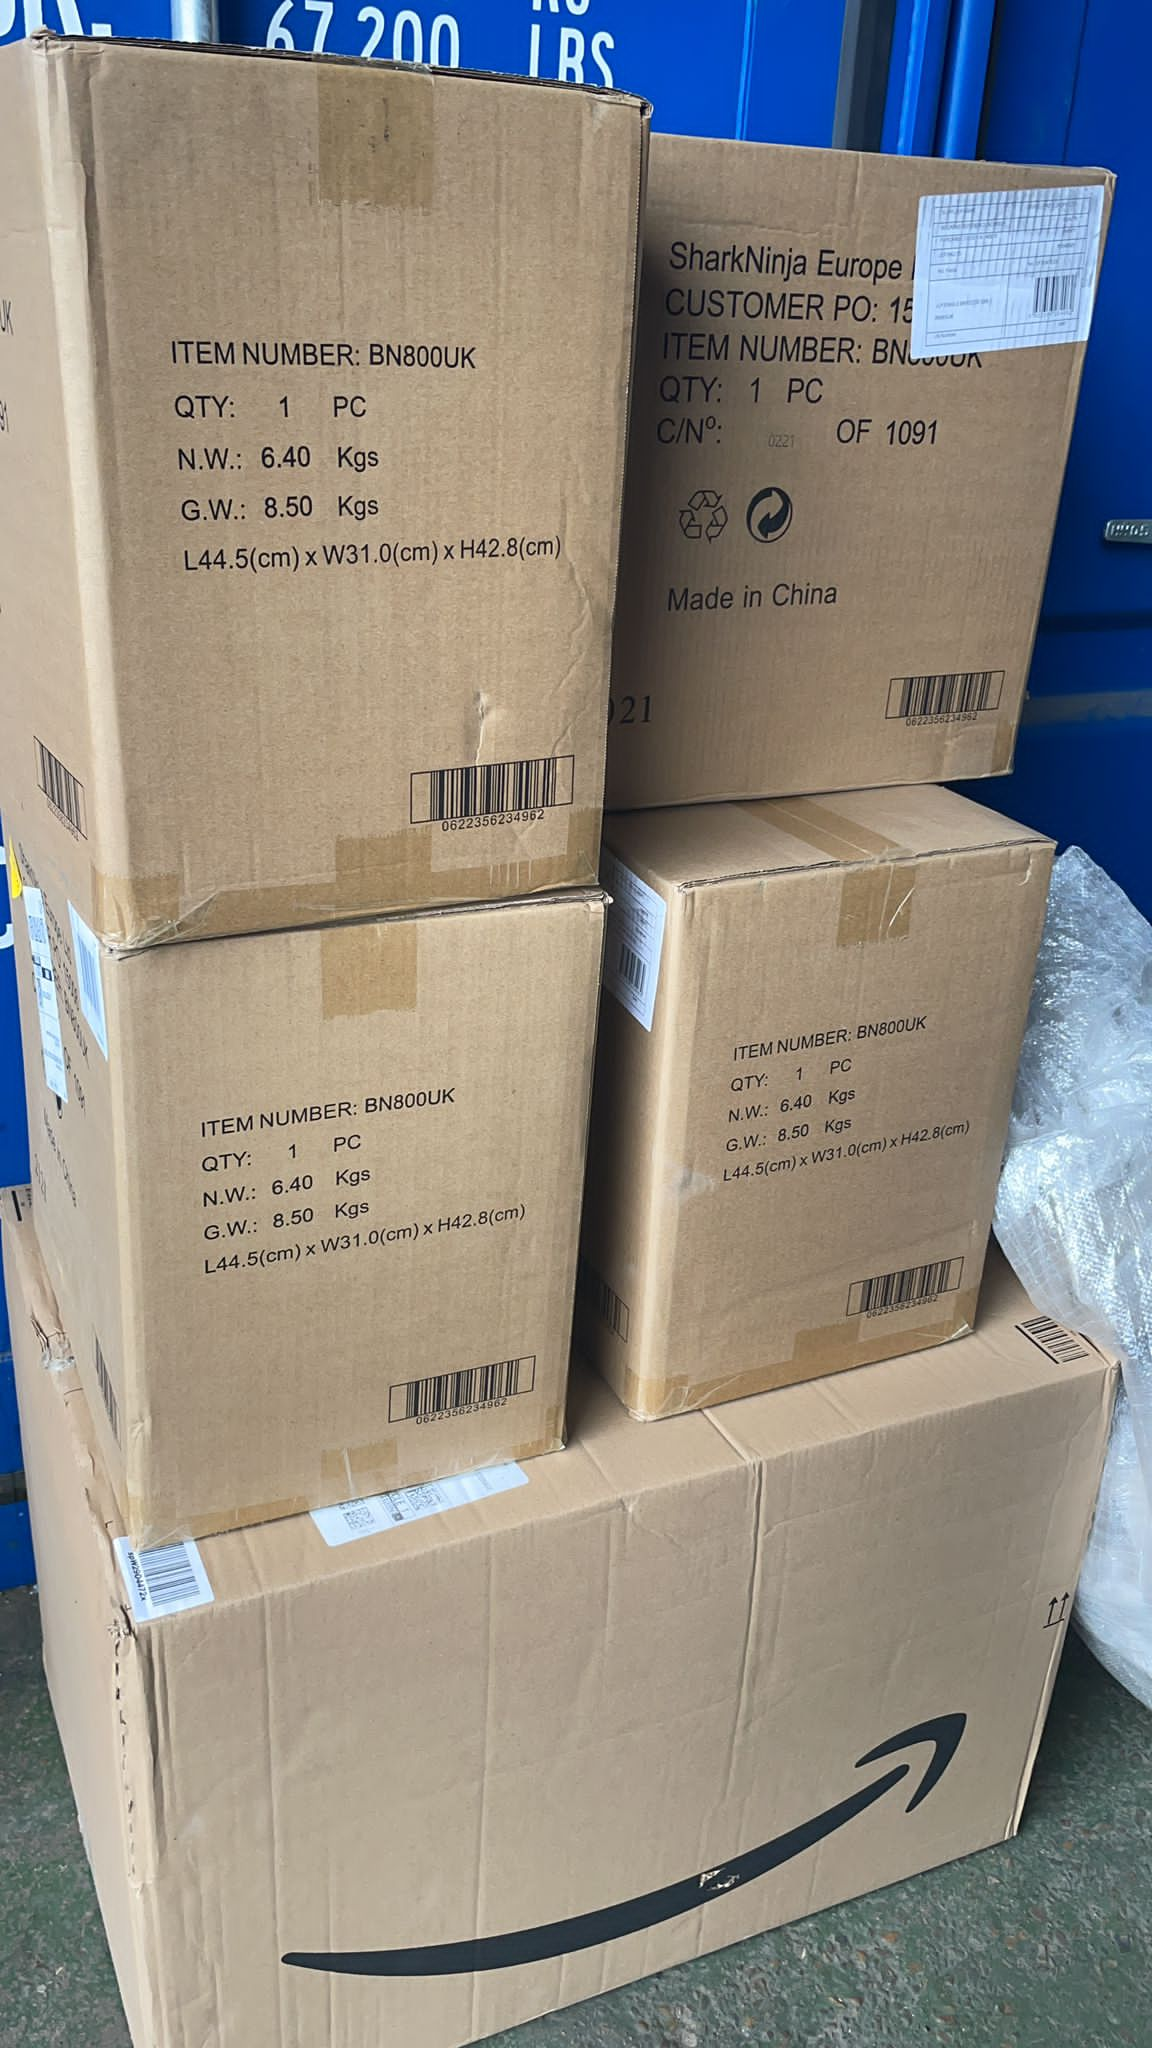 67,200 LBS
ITEM NUMBER: BN800UK
QTY: 1 PC
N.W.: 6.40 Kgs
G.W.: 8.50 Kgs
L44.5(cm) x W31.0(cm) x H42.8(cm)
0622356234962
SharkNinja Europe
CUSTOMER PO: 15
ITEM NUMBER: BN800UK
QTY: 1 PC
C/Nº: 0221 OF 1091
Made in China
0622356234962
ITEM NUMBER: BN800UK
QTY: 1 PC
N.W.: 6.40 Kgs
G.W.: 8.50 Kgs
L44.5(cm) x W31.0(cm) x H42.8(cm)
0622356234962
ITEM NUMBER: BN800UK
QTY: 1 PC
N.W.: 6.40 Kgs
G.W.: 8.50 Kgs
L44.5(cm) x W31.0(cm) x H42.8(cm)
0622356234962